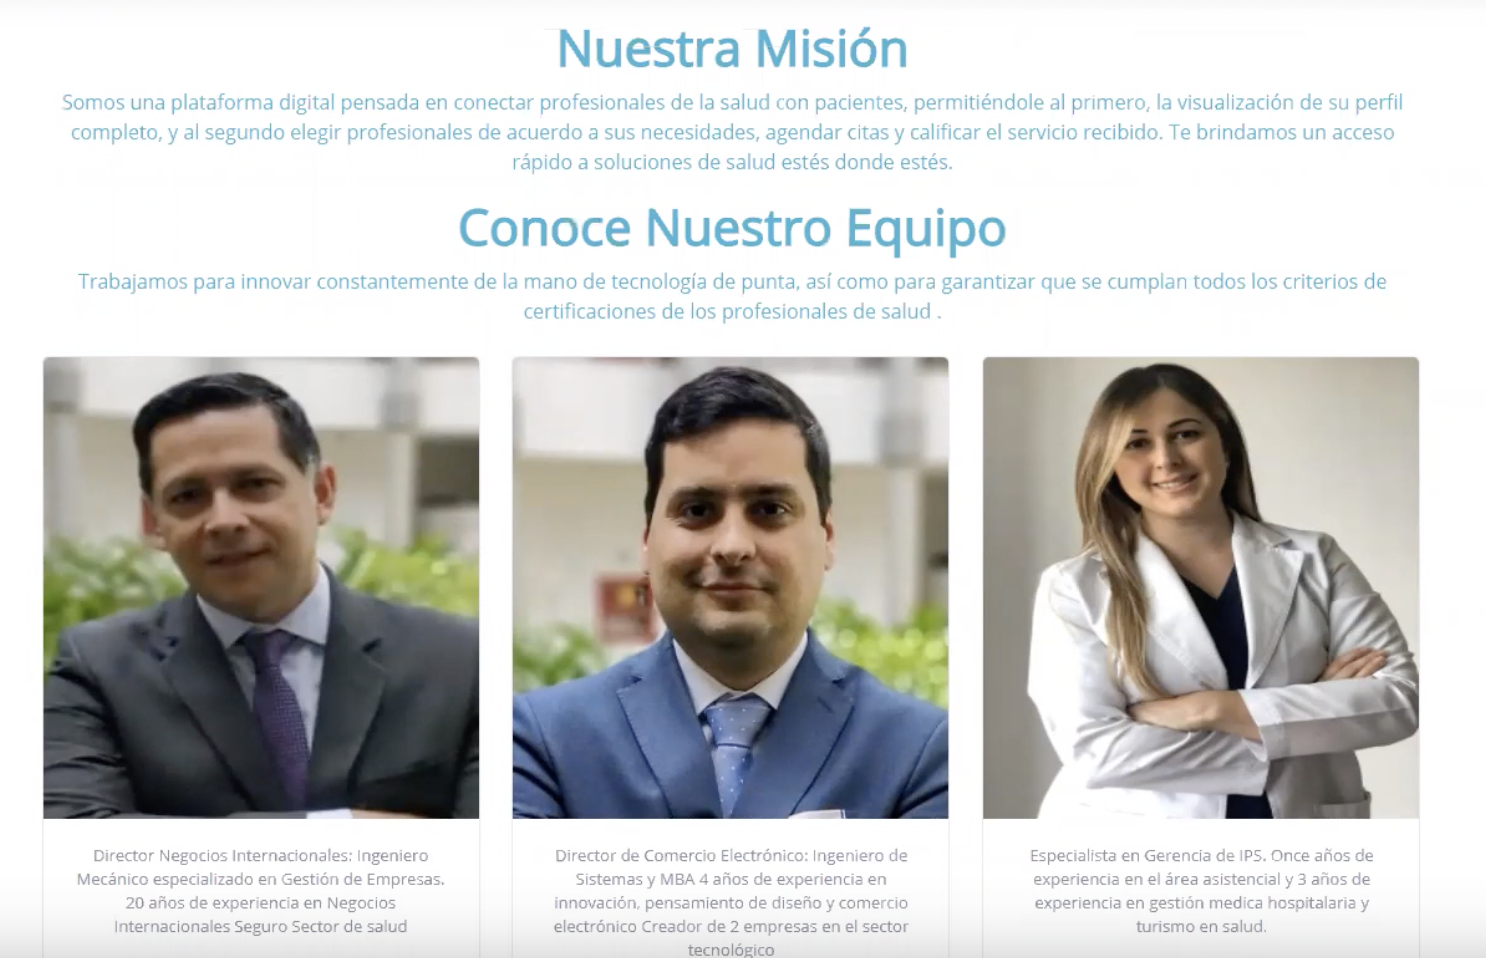 Nuestra Misión
Somos una plataforma digital pensada en conectar profesionales de la salud con pacientes, permitiéndole al primero, la visualización de su perfil
completo, y al segundo elegir profesionales de acuerdo a sus necesidades, agendar citas y calificar el servicio recibido. Te brindamos un acceso
rápido a soluciones de salud estés donde estés.
Conoce Nuestro Equipo
Trabajamos para innovar constantemente de la mano de tecnología de punta, así como para garantizar que se cumplan todos los criterios de
certificaciones de los profesionales de salud .
Director Negocios Internacionales: Ingeniero
Mecánico especializado en Gestión de Empresas.
20 años de experiencia en Negocios
Internacionales Seguro Sector de salud
Director de Comercio Electrónico: Ingeniero de
Sistemas y MBA 4 años de experiencia en
innovación, pensamiento de diseño y comercio
electrónico Creador de 2 empresas en el sector
tecnológico
Especialista en Gerencia de IPS. Once años de
experiencia en el área asistencial y 3 años de
experiencia en gestión medica hospitalaria y
turismo en salud.